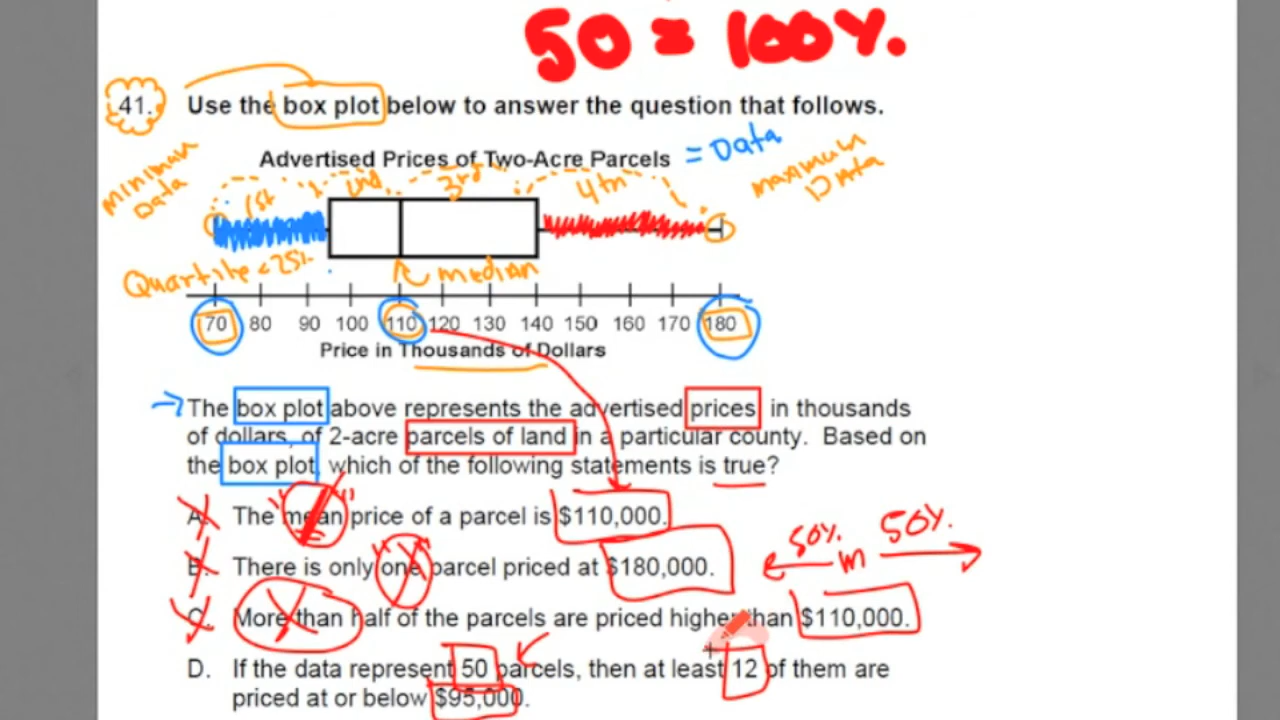 50 = 100%.
41. Use the box plot below to answer the question that follows.
Advertised Prices of Two-Acre Parcels = Data
minimum Data
maximum Data
1st 2nd 3rd 4th
Quartile = 25%
median
70 80 90 100 110 120 130 140 150 160 170 180
Price in Thousands of Dollars
The box plot above represents the advertised prices in thousands
of dollars, of 2-acre parcels of land in a particular county. Based on
the box plot, which of the following statements is true?
A. The mean price of a parcel is $110,000.
B. There is only one parcel priced at $180,000.
50% m 50%.
C. More than half of the parcels are priced higher than $110,000.
D. If the data represent 50 parcels, then at least 12 of them are
priced at or below $95,000.